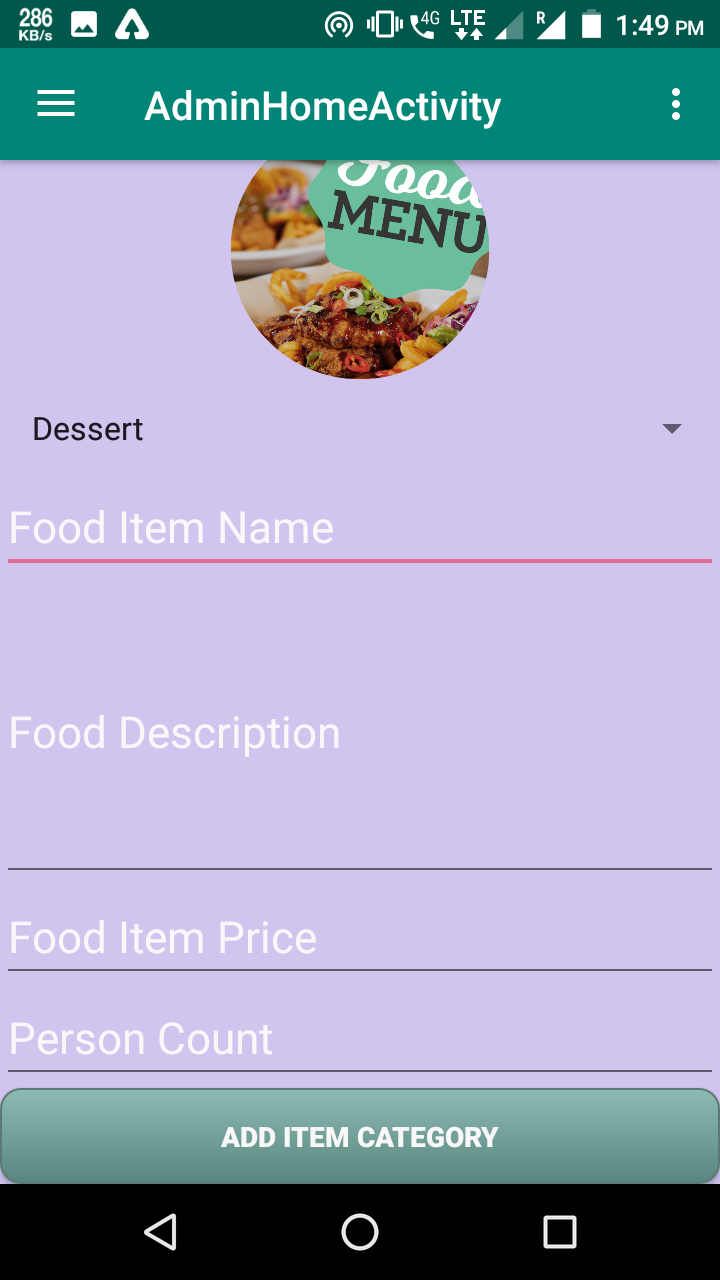 286
KB/s
4G
LTE
R
1:49 PM
AdminHomeActivity
Food
MENU
Dessert
Food Item Name
Food Description
Food Item Price
Person Count
ADD ITEM CATEGORY